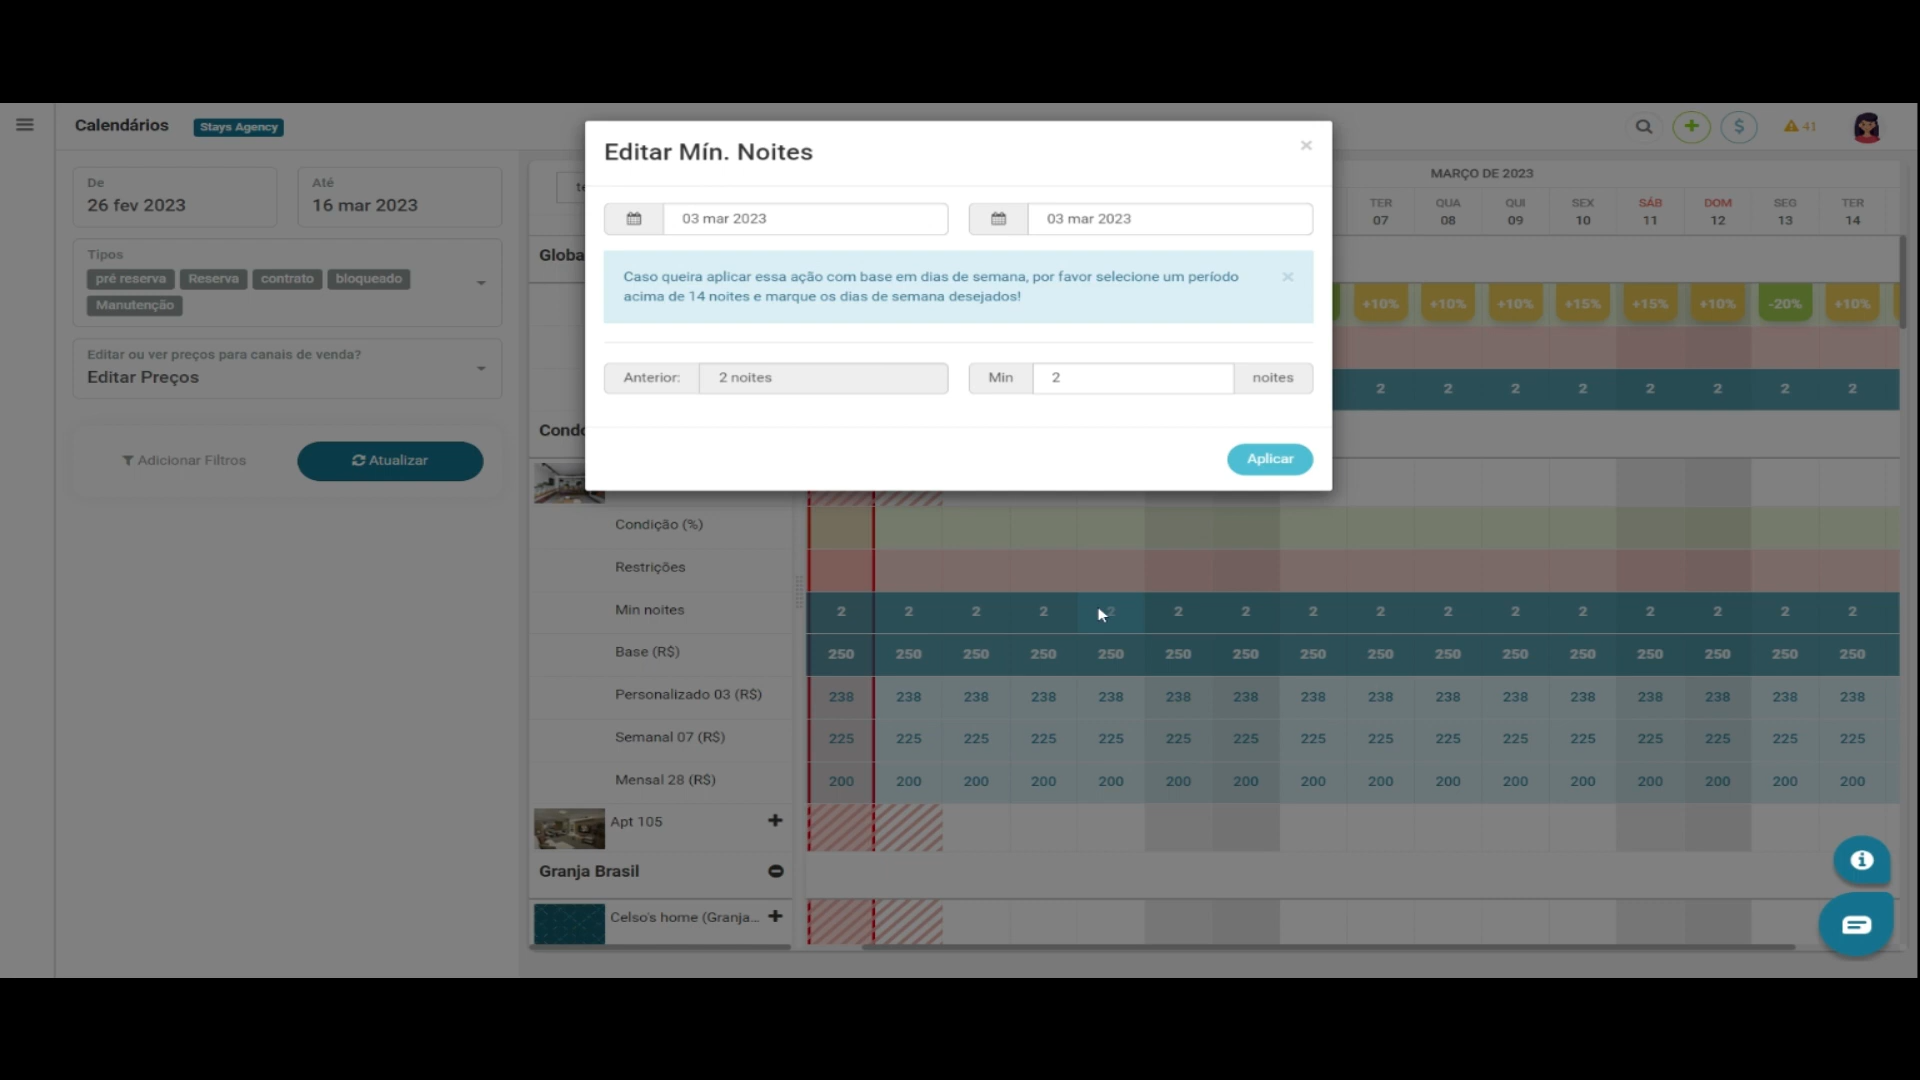 Calendários
Stays Agency
41
De
26 fev 2023
Até
16 mar 2023
Tipos
pré reserva Reserva contrato bloqueado
Manutenção
Editar ou ver preços para canais de venda?
Editar Preços
Adicionar Filtros
Atualizar
Editar Mín. Noites
×
03 mar 2023
03 mar 2023
Caso queira aplicar essa ação com base em dias de semana, por favor selecione um período
acima de 14 noites e marque os dias de semana desejados!
×
Anterior: 2 noites
Min 2 noites
Aplicar
MARÇO DE 2023
TER QUA QUI SEX SÁB DOM SEG TER
07 08 09 10 11 12 13 14
+10% +10% +10% +15% +15% +10% -20% +10%
2 2 2 2 2 2 2 2
Condição (%)
Restrições
Min noites 2 2 2 2 2 2 2 2 2 2 2 2 2 2 2 2
Base (R$) 250 250 250 250 250 250 250 250 250 250 250 250 250 250 250 250
Personalizado 03 (R$) 238 238 238 238 238 238 238 238 238 238 238 238 238 238 238 238
Semanal 07 (R$) 225 225 225 225 225 225 225 225 225 225 225 225 225 225 225 225
Mensal 28 (R$) 200 200 200 200 200 200 200 200 200 200 200 200 200 200 200 200
Apt 105
Granja Brasil
Celso's home (Granja...